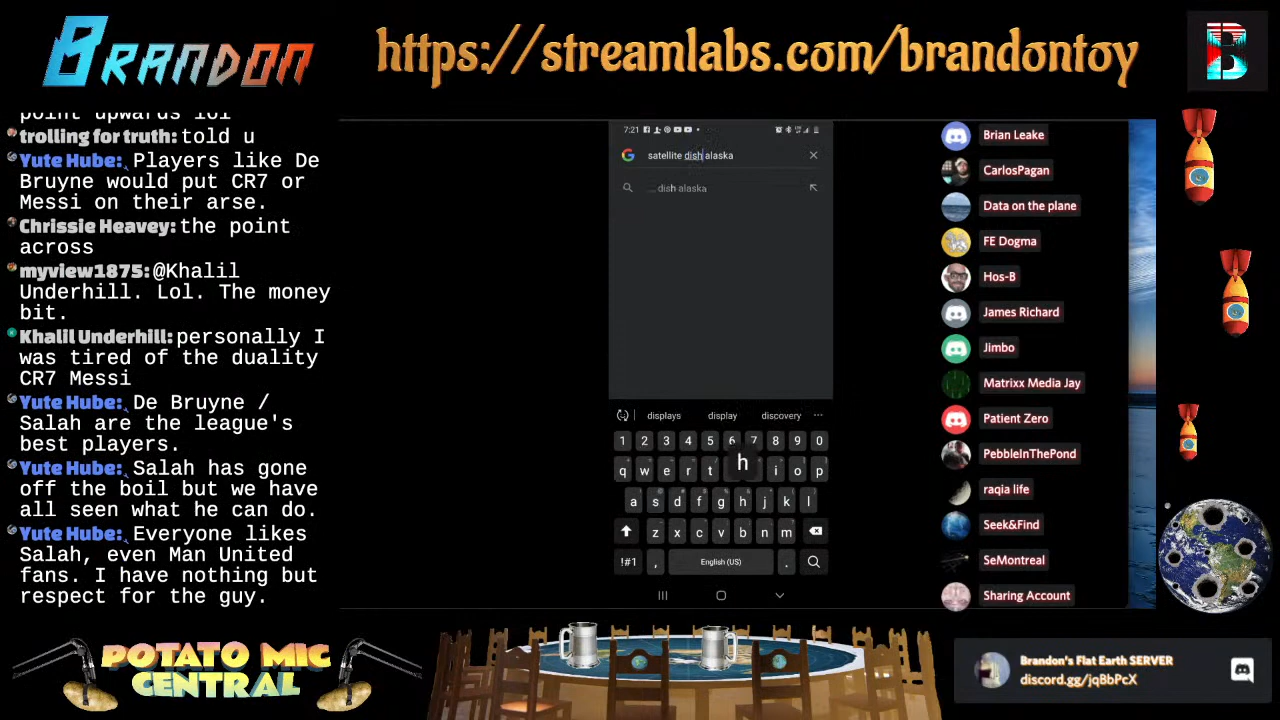 BRANDON
https://streamlabs.com/brandontoy
B
point upwards lol
trolling for truth: told u
Yute Hube: Players like De
Bruyne would put CR7 or
Messi on their arse.
Chrissie Heavey: the point
across
myview1875: @Khalil
Underhill. Lol. The money
bit.
Khalil Underhill: personally I
was tired of the duality
CR7 Messi
Yute Hube: De Bruyne /
Salah are the league's
best players.
Yute Hube: Salah has gone
off the boil but we have
all seen what he can do.
Yute Hube: Everyone likes
Salah, even Man United
fans. I have nothing but
respect for the guy.
7:21
satellite dish alaska
... dish alaska
displays display discovery
1 2 3 4 5 6 7 8 9 0
q w e r t i o p
h
a s d f g h j k l
z x c v b n m
!#1 , English (US) .
Brian Leake
CarlosPagan
Data on the plane
FE Dogma
Hos-B
James Richard
Jimbo
Matrixx Media Jay
Patient Zero
PebbleInThePond
raqia life
Seek&Find
SeMontreal
Sharing Account
POTATO MIC
CENTRAL
Brandon's Flat Earth SERVER
discord.gg/jqBbPcX